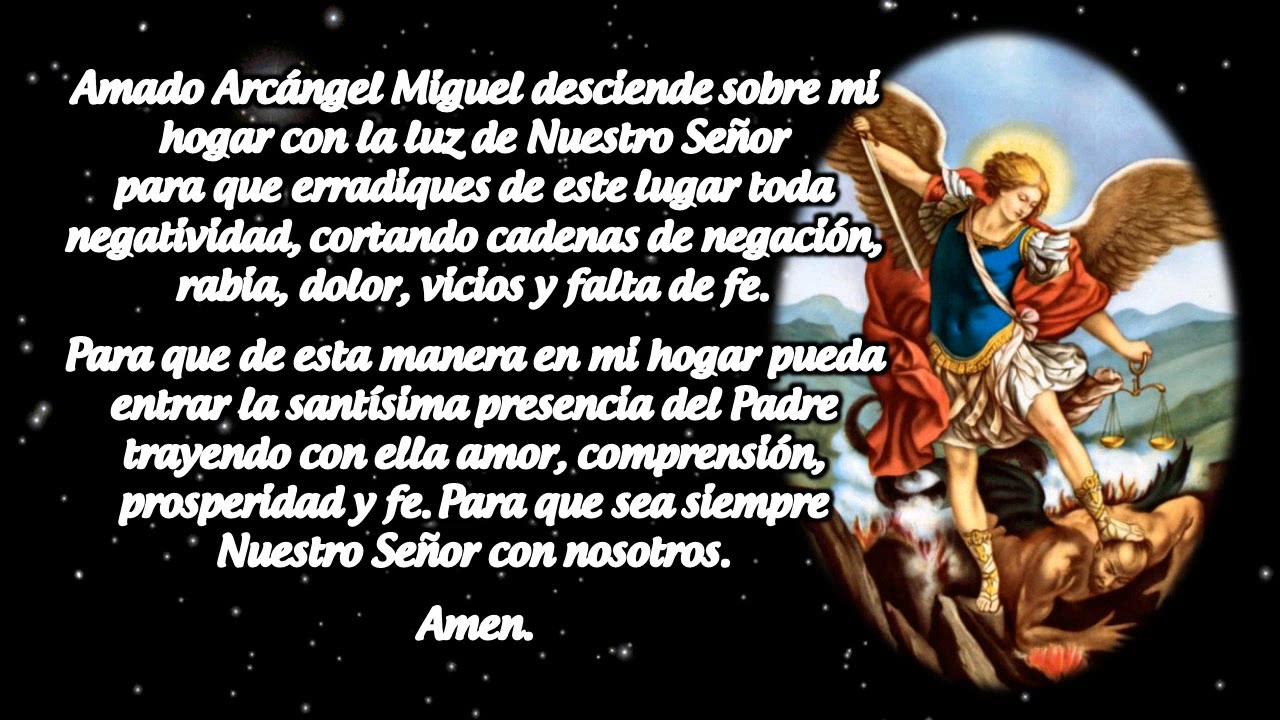 Amado Arcángel Miguel desciende sobre mi
hogar con la luz de Nuestro Señor
para que erradiques de este lugar toda
negatividad, cortando cadenas de negación,
rabia, dolor, vicios y falta de fe.
Para que de esta manera en mi hogar pueda
entrar la santísima presencia del Padre
trayendo con ella amor, comprensión,
prosperidad y fe. Para que sea siempre
Nuestro Señor con nosotros.
Amen.